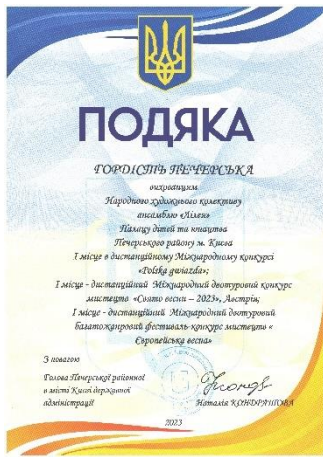 ПОДЯКА
ГОРДІСТЬ ПЕЧЕРСЬКА
вихованцям
Народного художнього колективу
ансамблю «Лілея»
Палацу дітей та юнацтва
Печерського району м. Києва
І місце в дистанційному Міжнародному конкурсі
«Polska gwiazda»;
І місце - дистанційний Міжнародний двотуровий конкурс
мистецтв «Свято весни – 2023», Австрія;
І місце - дистанційний Міжнародний двотуровий
багатожанровий фестиваль-конкурс мистецтв «
Європейська весна»
З повагою
Голова Печерської районної
в місті Києві державної
адміністрації
Наталія КОНДРАШОВА
2023